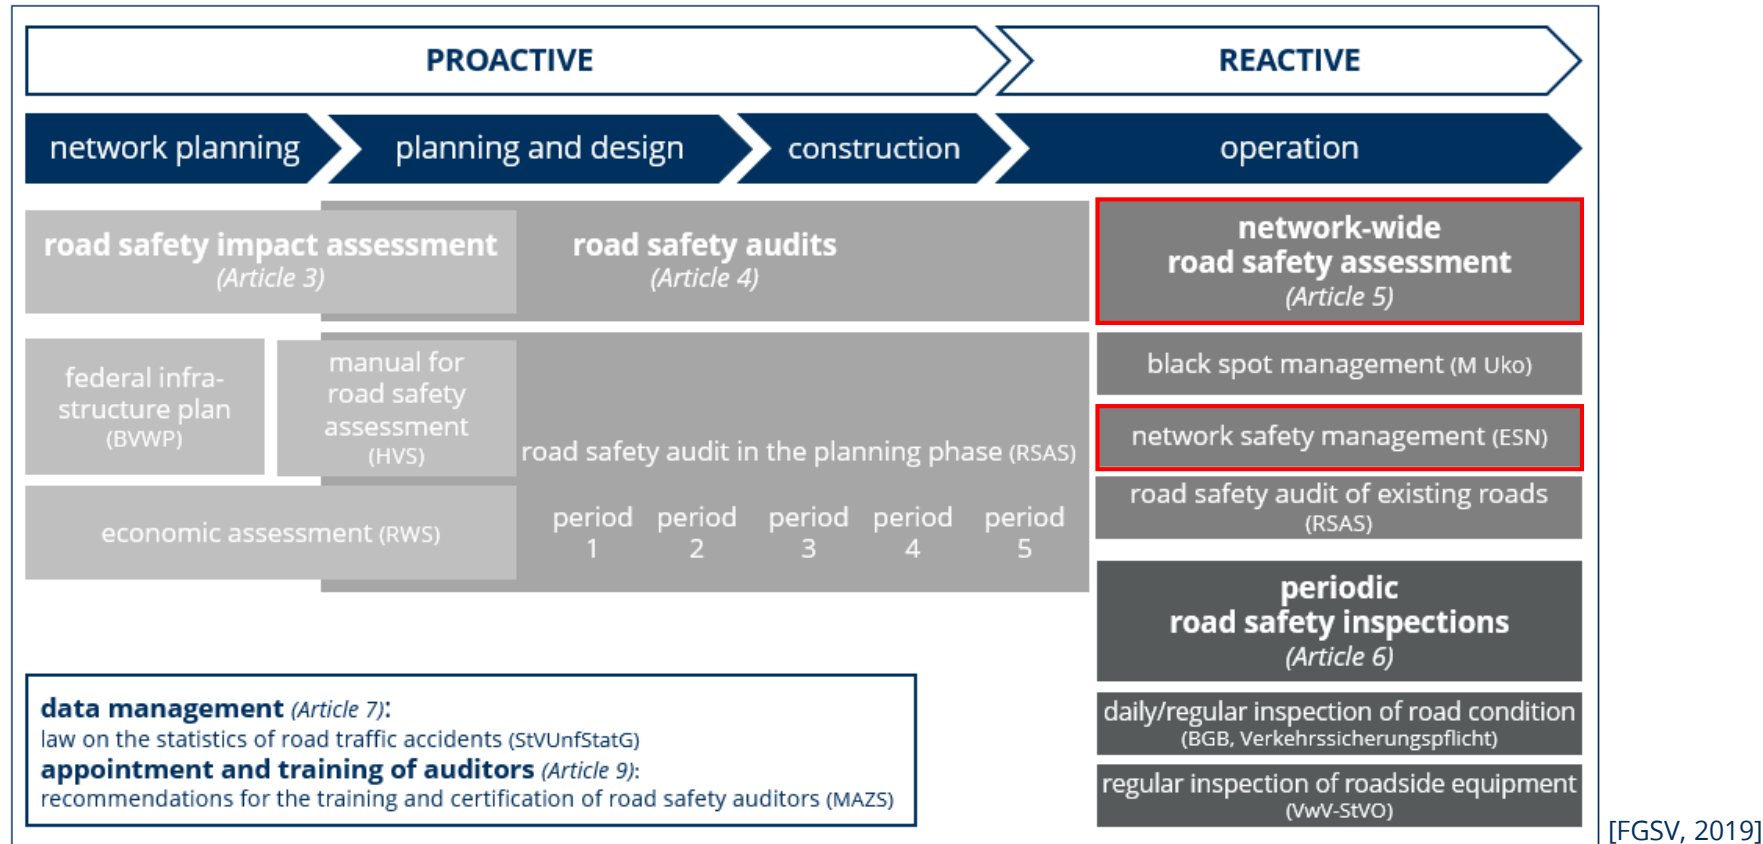 PROACTIVE
REACTIVE
network planning
planning and design
construction
operation
road safety impact assessment
(Article 3)
road safety audits
(Article 4)
network-wide
road safety assessment
(Article 5)
federal infra-
structure plan
(BVWP)
manual for
road safety
assessment
(HVS)
economic assessment (RWS)
road safety audit in the planning phase (RSAS)
period period period period period
1 2 3 4 5
black spot management (M Uko)
network safety management (ESN)
road safety audit of existing roads
(RSAS)
periodic
road safety inspections
(Article 6)
daily/regular inspection of road condition
(BGB, Verkehrssicherungspflicht)
regular inspection of roadside equipment
(VwV-StVO)
data management (Article 7):
law on the statistics of road traffic accidents (StVUnfStatG)
appointment and training of auditors (Article 9):
recommendations for the training and certification of road safety auditors (MAZS)
[FGSV, 2019]